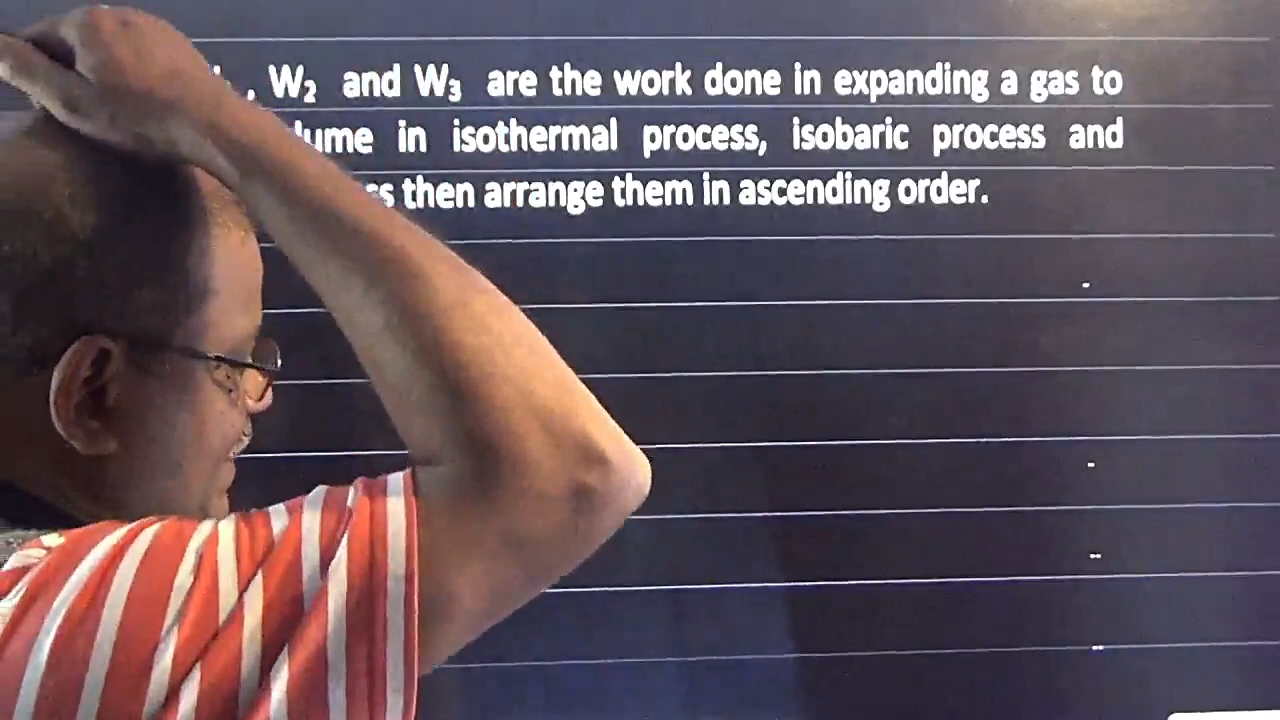 , W₂ and W₃ are the work done in expanding a gas to
in isothermal process, isobaric process and
then arrange them in ascending order.